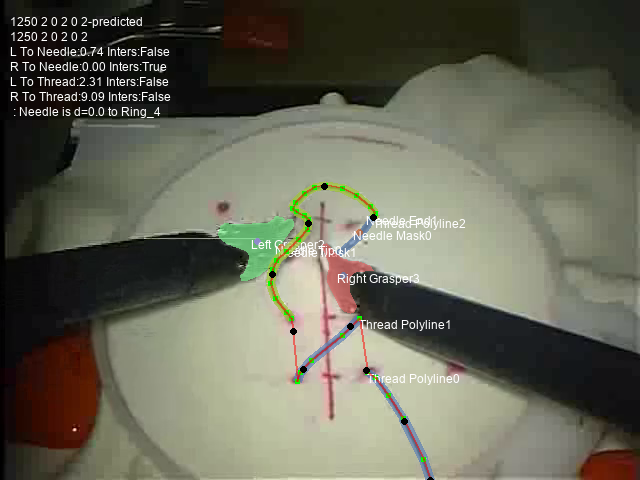 1250 2 0 2 0 2-predicted
1250 2 0 2 0 2
L To Needle:0.74 Inters:False
R To Needle:0.00 Inters:True
L To Thread:2.31 Inters:False
R To Thread:9.09 Inters:False
: Needle is d=0.0 to Ring_4
Needle End1
Thread Polyline2
Needle Mask0
Left Grasper2
Right Grasper3
Thread Polyline1
Thread Polyline0